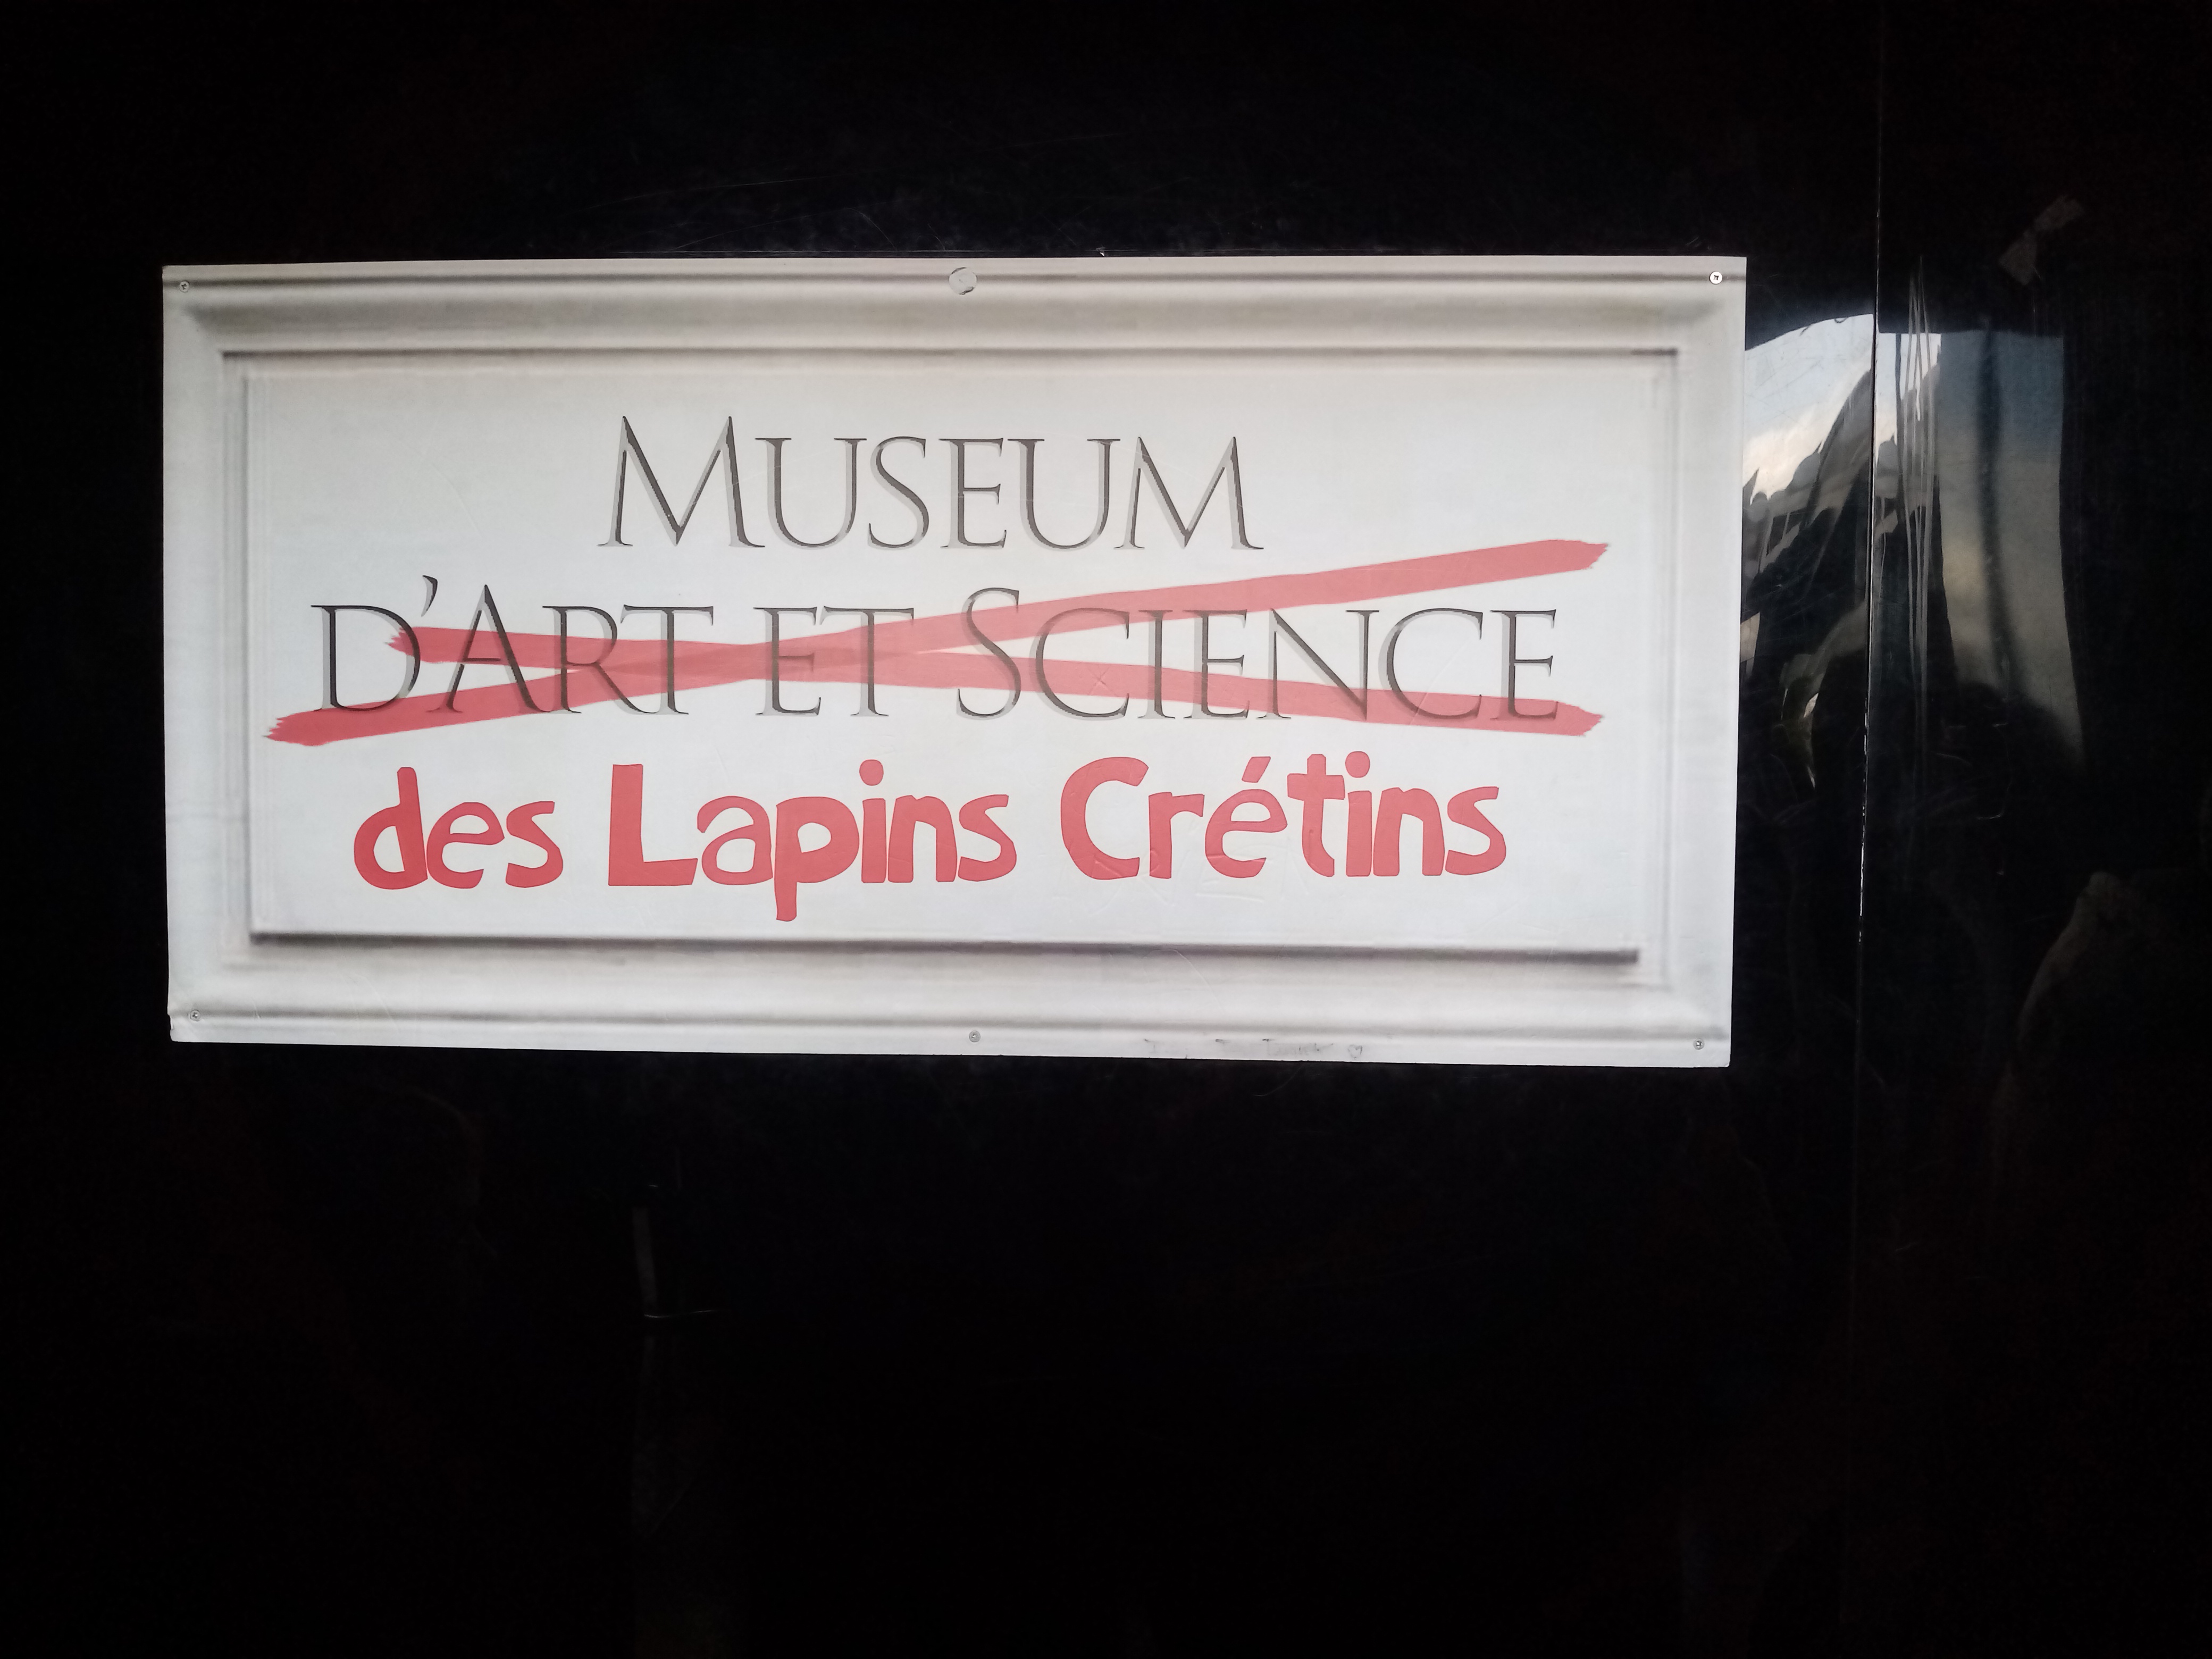 MUSEUM
D'ART ET SCIENCE
des Lapins Crétins